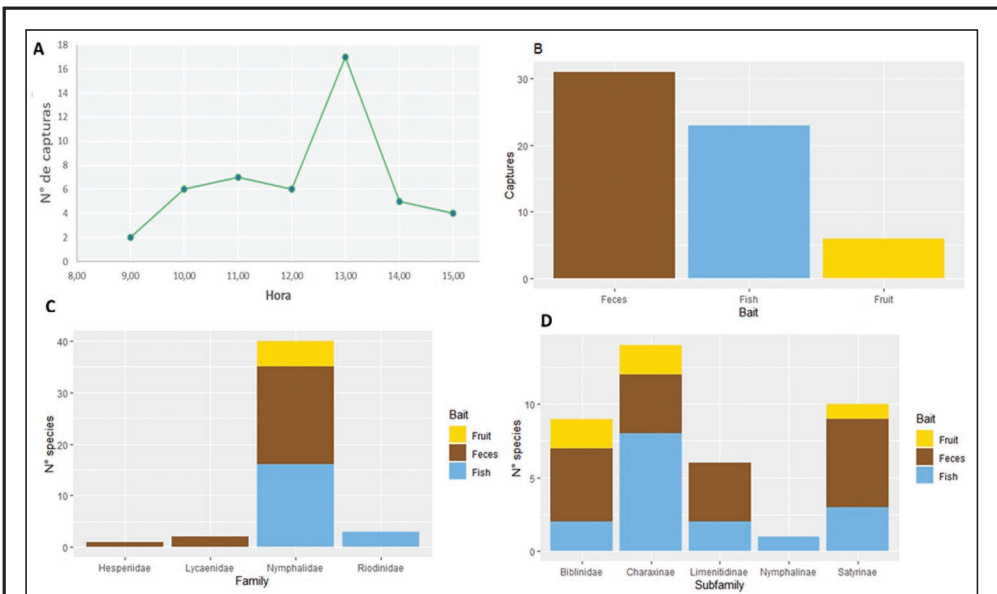 A
N° de capturas
18
16
14
12
10
8
6
4
2
0
8,00 9,00 10,00 11,00 12,00 13,00 14,00 15,00
Hora
B
Captures
30
20
10
0
Feces Fish Fruit
Bait
C
N° species
40
30
20
10
0
Hesperiidae Lycaenidae Nymphalidae Riodinidae
Family
Bait
Fruit
Feces
Fish
D
N° species
10
5
0
Biblinidae Charaxinae Limenitidinae Nymphalinae Satyrinae
Subfamily
Bait
Fruit
Feces
Fish